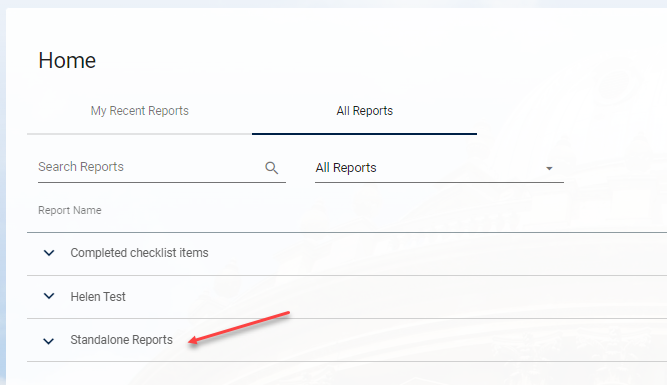 Home
My Recent Reports
All Reports
Search Reports
All Reports
Report Name
Completed checklist items
Helen Test
Standalone Reports